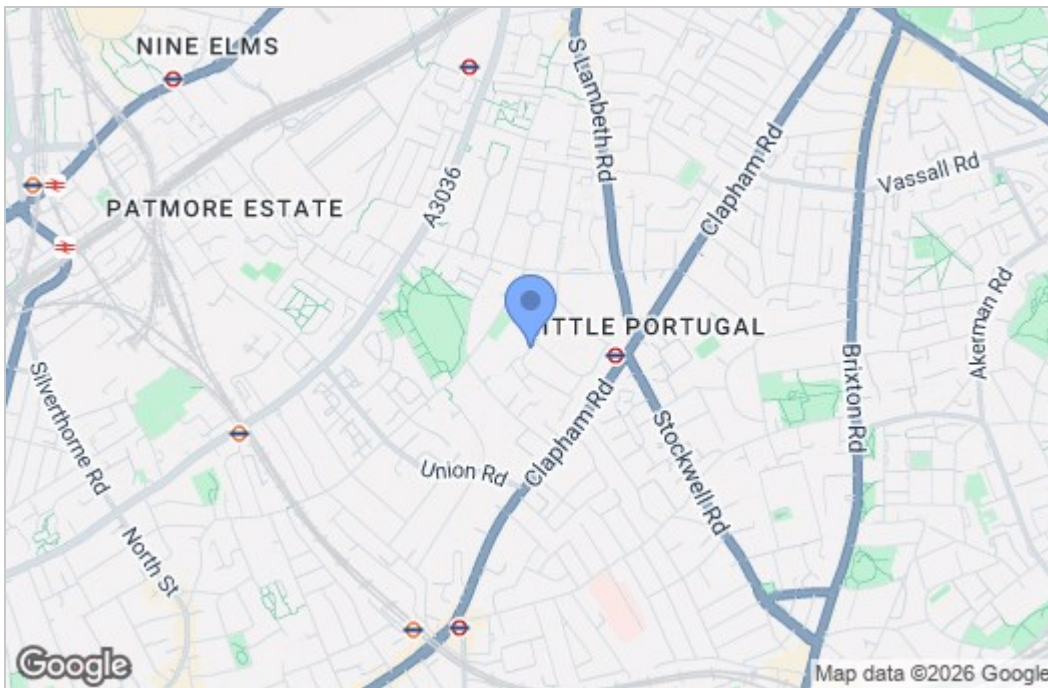 NINE ELMS
S Lambeth Rd
Clapham Rd
Vassall Rd
A3036
PATMORE ESTATE
Akerman Rd
ITTLE PORTUGAL
Brixton Rd
Silverthorne Rd
Clapham Rd
Stockwell Rd
Union Rd
North St
Google
Map data ©2026 Google